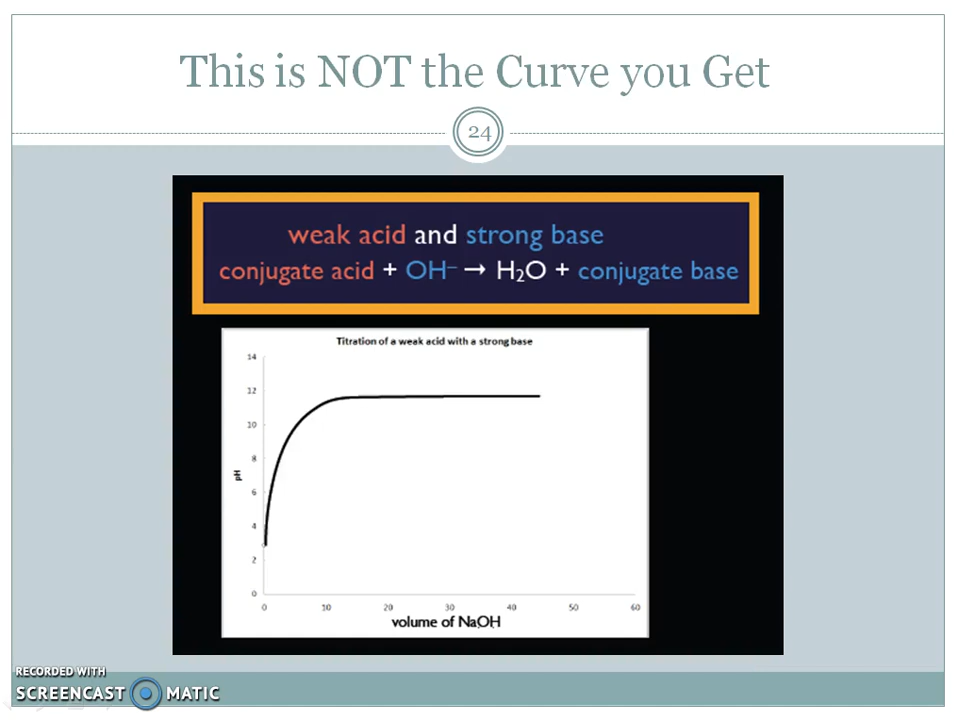 This is NOT the Curve you Get
24
weak acid and strong base
conjugate acid + OH⁻ → H₂O + conjugate base
Titration of a weak acid with a strong base
14
12
10
8
6
4
2
0
pH
0 10 20 30 40 50 60
volume of NaOH
RECORDED WITH
SCREENCAST MATIC